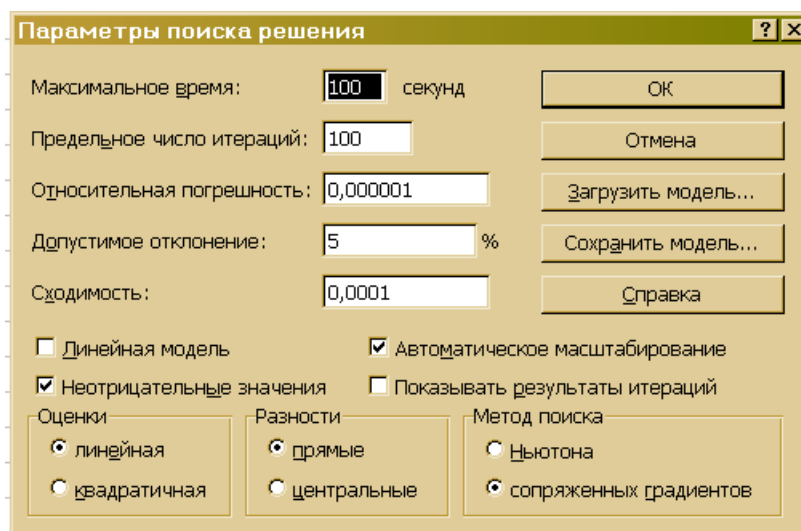 Параметры поиска решения
Максимальное время: 100 секунд ОК
Предельное число итераций: 100 Отмена
Относительная погрешность: 0,000001 Загрузить модель...
Допустимое отклонение: 5 % Сохранить модель...
Сходимость: 0,0001 Справка
Линейная модель Автоматическое масштабирование
Неотрицательные значения Показывать результаты итераций
Оценки Разности Метод поиска
линейная прямые Ньютона
квадратичная центральные сопряженных градиентов